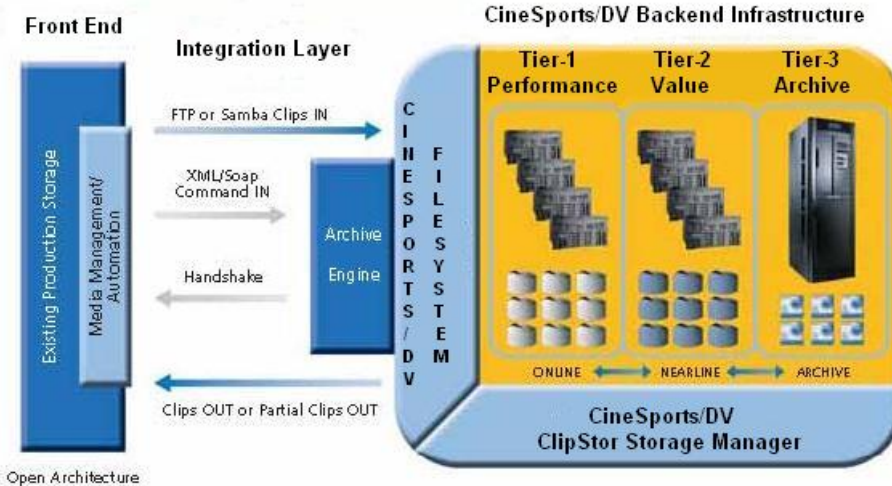 CineSports/DV Backend Infrastructure
Front End
Integration Layer
Tier-1
Performance
Tier-2
Value
Tier-3
Archive
FTP or Samba Clips IN
XML/Soap
Command IN
Handshake
Clips OUT or Partial Clips OUT
Existing Production Storage
Media Management/
Automation
Archive
Engine
CINESPORTS/DV
FILESYSTEM
ONLINE
NEARLINE
ARCHIVE
CineSports/DV
ClipStor Storage Manager
Open Architecture